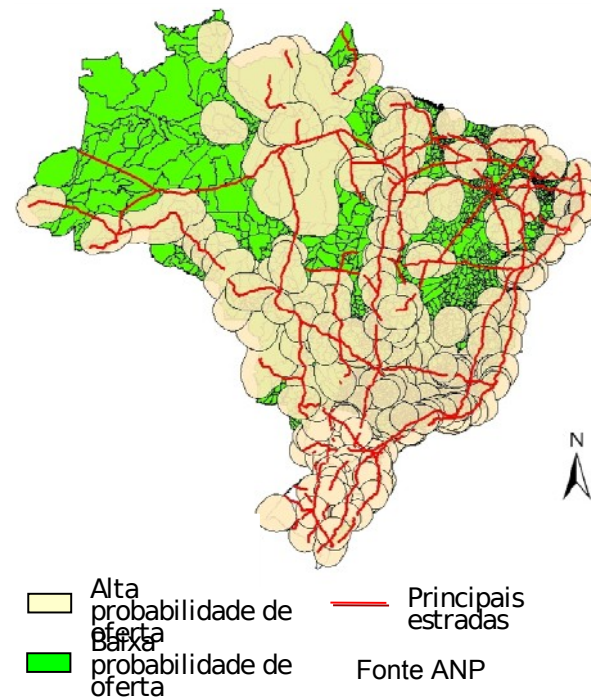 N
Alta
probabilidade de
oferta
Baixa
probabilidade de
oferta
Principais
estradas
Fonte ANP